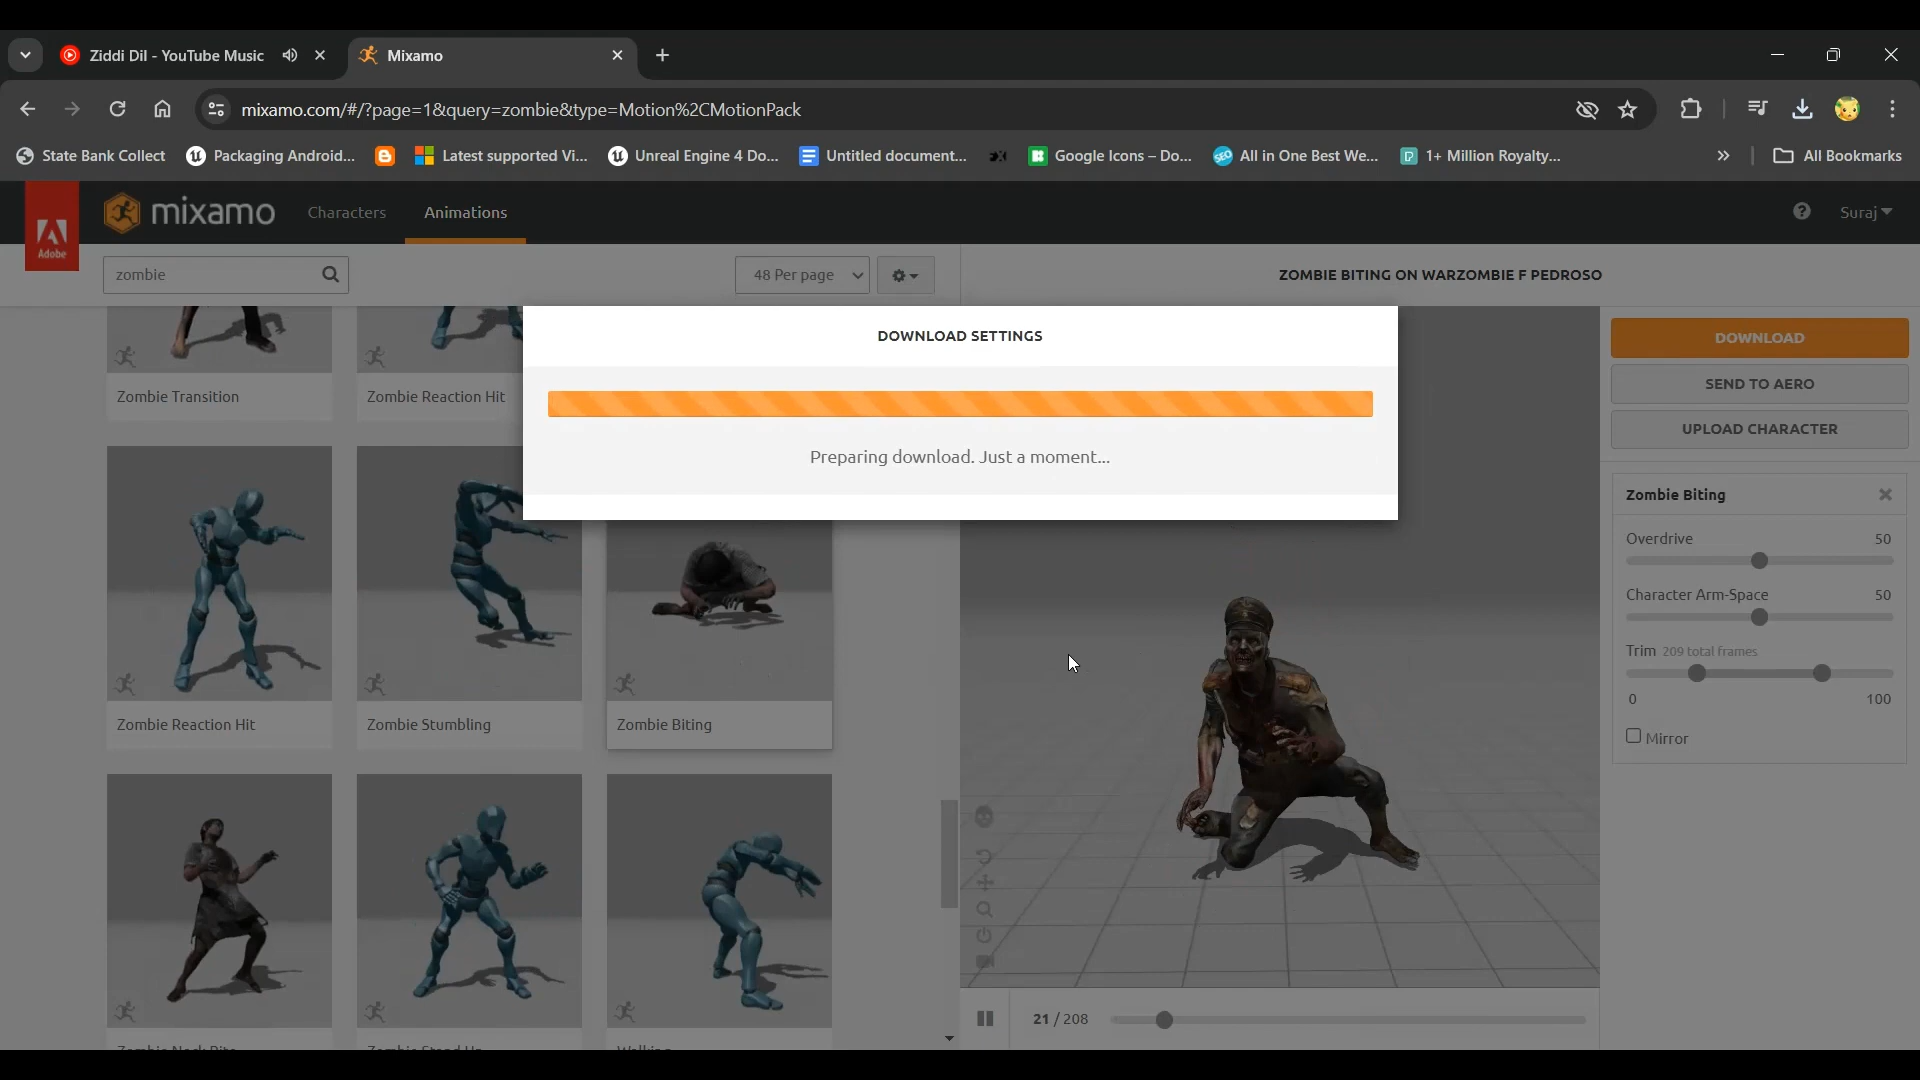 Ziddi Dil - YouTube Music
Mixamo
mixamo.com/#/?page=1&query=zombie&type=Motion%2CMotionPack
State Bank Collect
Packaging Android...
Latest supported Vi...
Unreal Engine 4 Do...
Untitled document...
Google Icons – Do...
SEO
All in One Best We...
1+ Million Royalty...
All Bookmarks
Adobe
mixamo
Characters
Animations
Suraj
zombie
48 Per page
ZOMBIE BITING ON WARZOMBIE F PEDROSO
DOWNLOAD SETTINGS
Preparing download. Just a moment...
DOWNLOAD
SEND TO AERO
UPLOAD CHARACTER
Zombie Transition
Zombie Reaction Hit
Zombie Reaction Hit
Zombie Stumbling
Zombie Biting
Zombie Biting
Overdrive 50
Character Arm-Space 50
Trim 209 total frames
0 100
Mirror
21 / 208